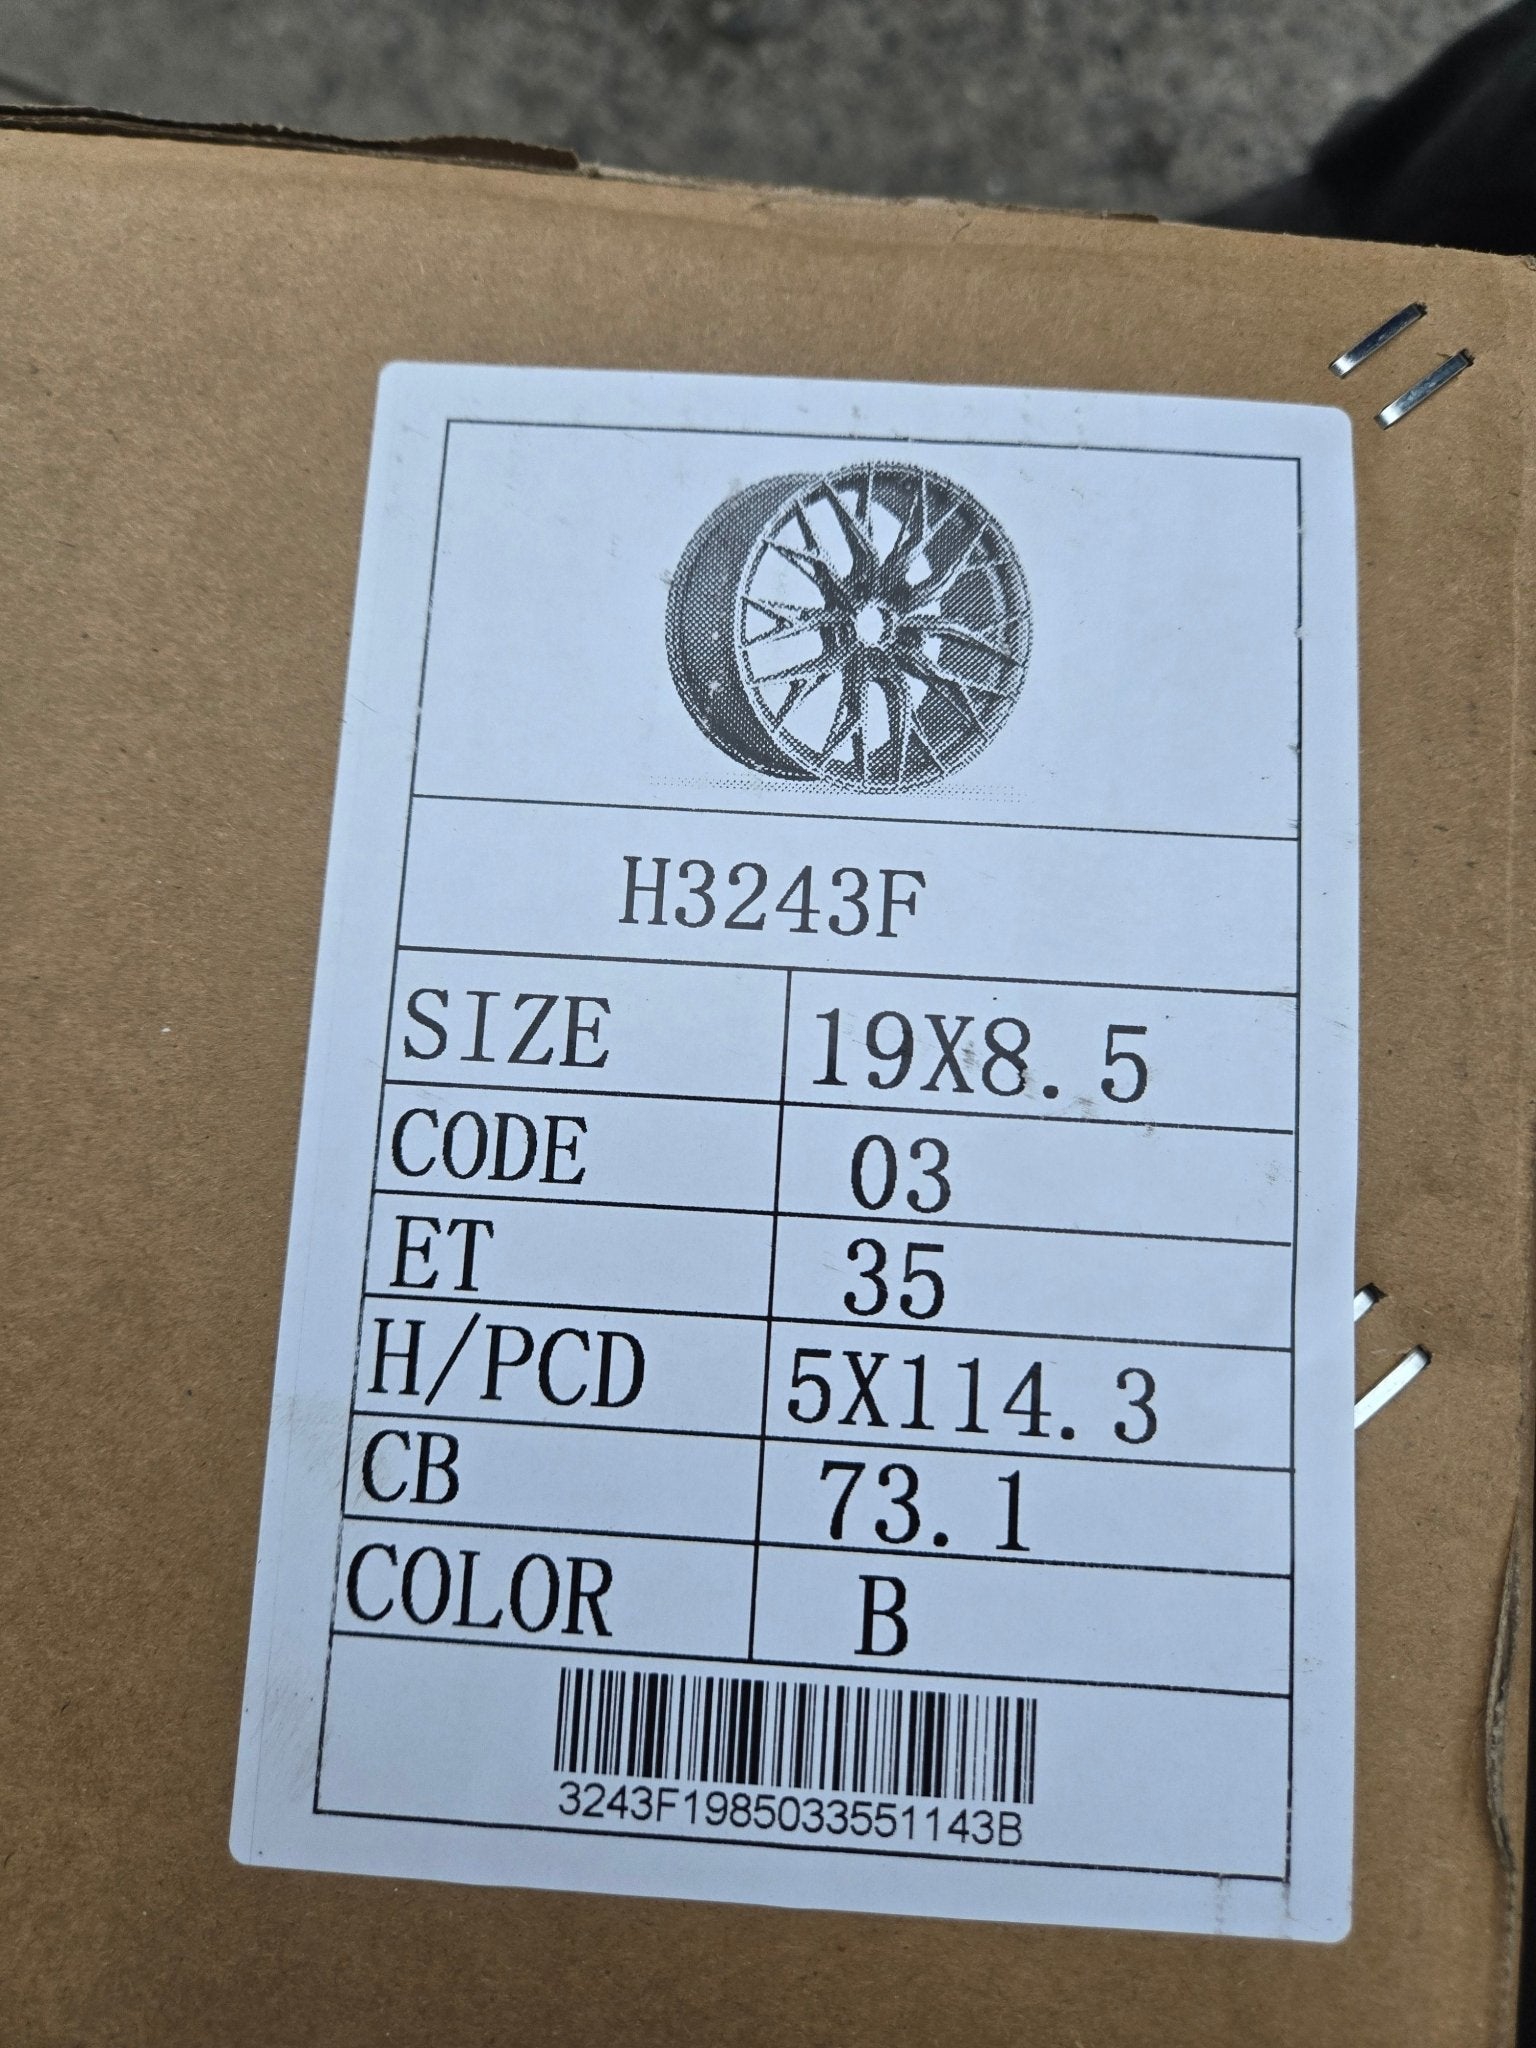 H3243F
SIZE 19X8.5
CODE 03
ET 35
H/PCD 5X114.3
CB 73.1
COLOR B
3243F1985033551143B